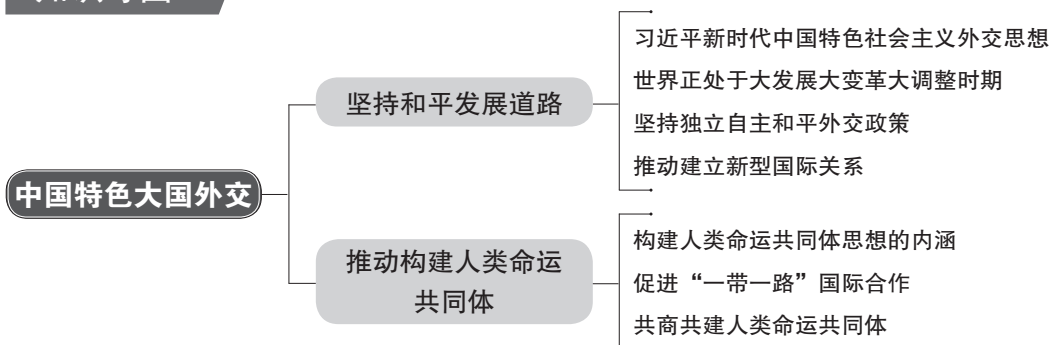 中国特色大国外交
坚持和平发展道路
习近平新时代中国特色社会主义外交思想
世界正处于大发展大变革大调整时期
坚持独立自主和平外交政策
推动建立新型国际关系
推动构建人类命运
共同体
构建人类命运共同体思想的内涵
促进“一带一路”国际合作
共商共建人类命运共同体